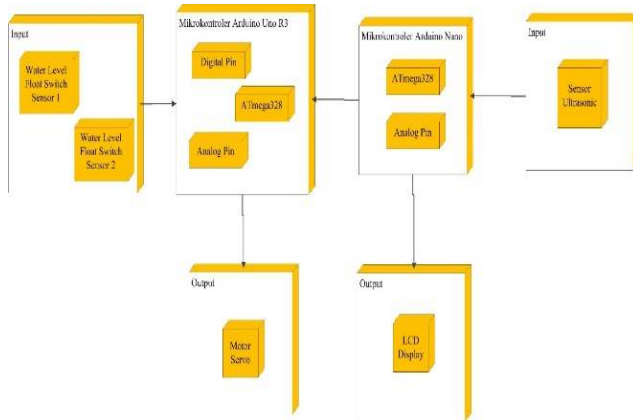 Input
Water Level
Float Switch
Sensor 1
Water Level
Float Switch
Sensor 2
Mikrokontroler Arduino Uno R3
Digital Pin
ATmega328
Analog Pin
Mikrokontroler Arduino Nano
ATmega328
Analog Pin
Input
Sensor
Ultrasonic
Output
Motor
Servo
Output
LCD
Display